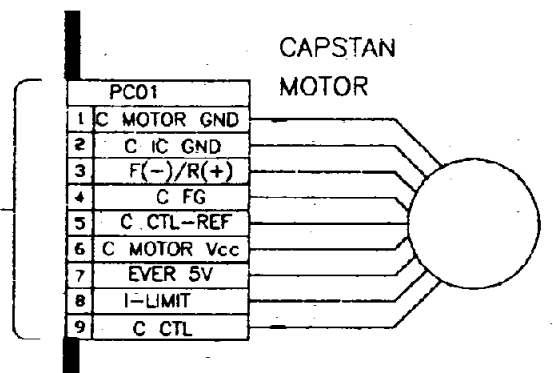 CAPSTAN
MOTOR
PC01
1 C MOTOR GND
2 C IC GND
3 F(-)/R(+)
4 C FG
5 C CTL-REF
6 C MOTOR Vcc
7 EVER 5V
8 I-LIMIT
9 C CTL